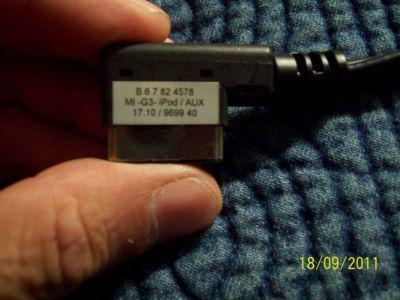 B 6 7 82 4578
MI -G3- iPod / AUX
17.10 / 9699 40
18/09/2011